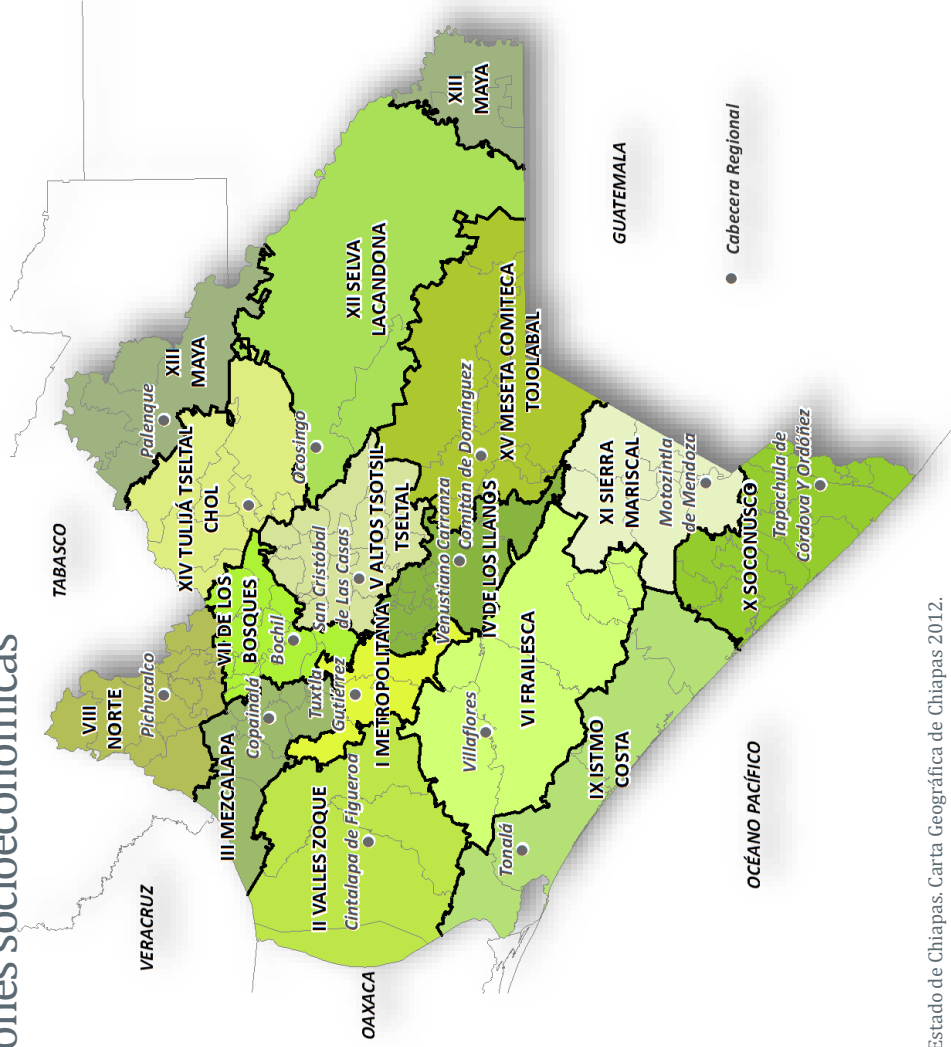 ones socioeconómicas
TABASCO
VIII
NORTE
Pichucalco
Palenque
XIII
MAYA
VERACRUZ
XIV TULIJÁ TSELTAL
CHOL
III MEZCALAPA
Copainalá
VII DE LOS
BOSQUES
Bochil
Ocosingo
XII SELVA
LACANDONA
XIII
MAYA
II VALLES ZOQUE
Cintalapa de Figueroa
Tuxtla
Gutiérrez
San Cristóbal
de Las Casas
I METROPOLITANA
V ALTOS TSOTSIL
TSELTAL
OAXACA
Venustiano Carranza
Comitán de Domínguez
IV DE LOS LLANOS
XV MESETA COMITECA
TOJOLABAL
Villaflores
VI FRAILESCA
Tonalá
IX ISTMO
COSTA
XI SIERRA
MARISCAL
Motozintla
de Mendoza
GUATEMALA
X SOCONUSCO
Tapachula de
Córdova Y Ordóñez
OCÉANO PACÍFICO
Cabecera Regional
Estado de Chiapas. Carta Geográfica de Chiapas 2012.